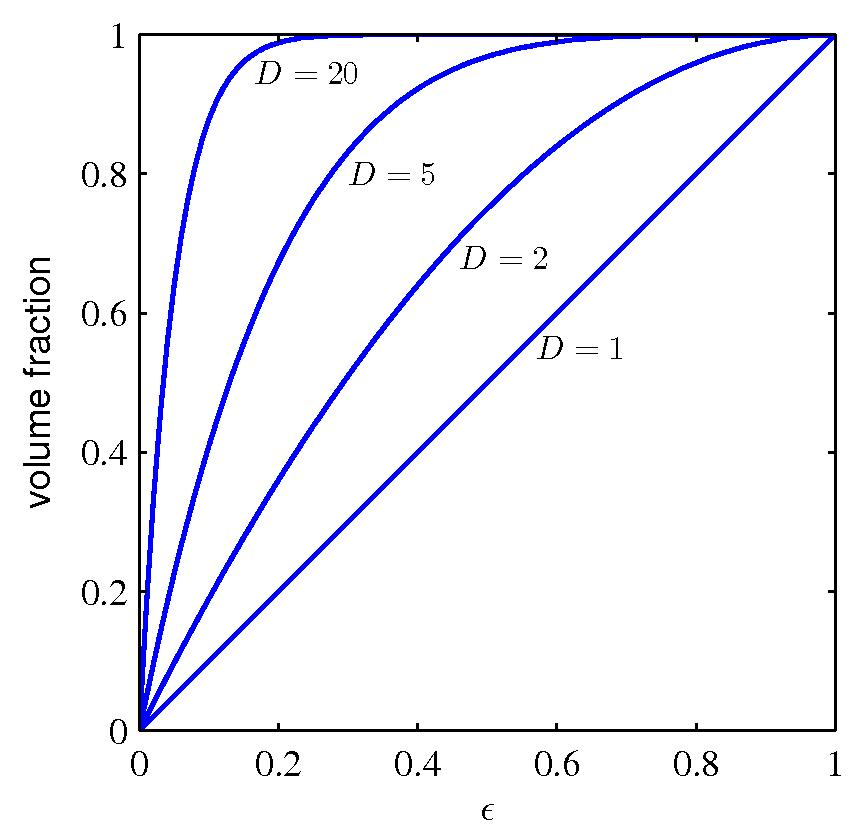 1
D = 20
0.8
D = 5
D = 2
0.6
D = 1
volume fraction
0.4
0.2
0
0 0.2 0.4 0.6 0.8 1
ϵ